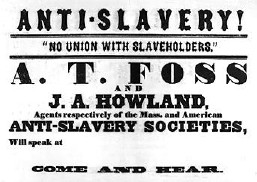 ANTI-SLAVERY!
"NO UNION WITH SLAVEHOLDERS."
A. T. FOSS
AND
J. A. HOWLAND,
Agents respectively of the Mass. and American
ANTI-SLAVERY SOCIETIES,
Will speak at
COME AND HEAR.